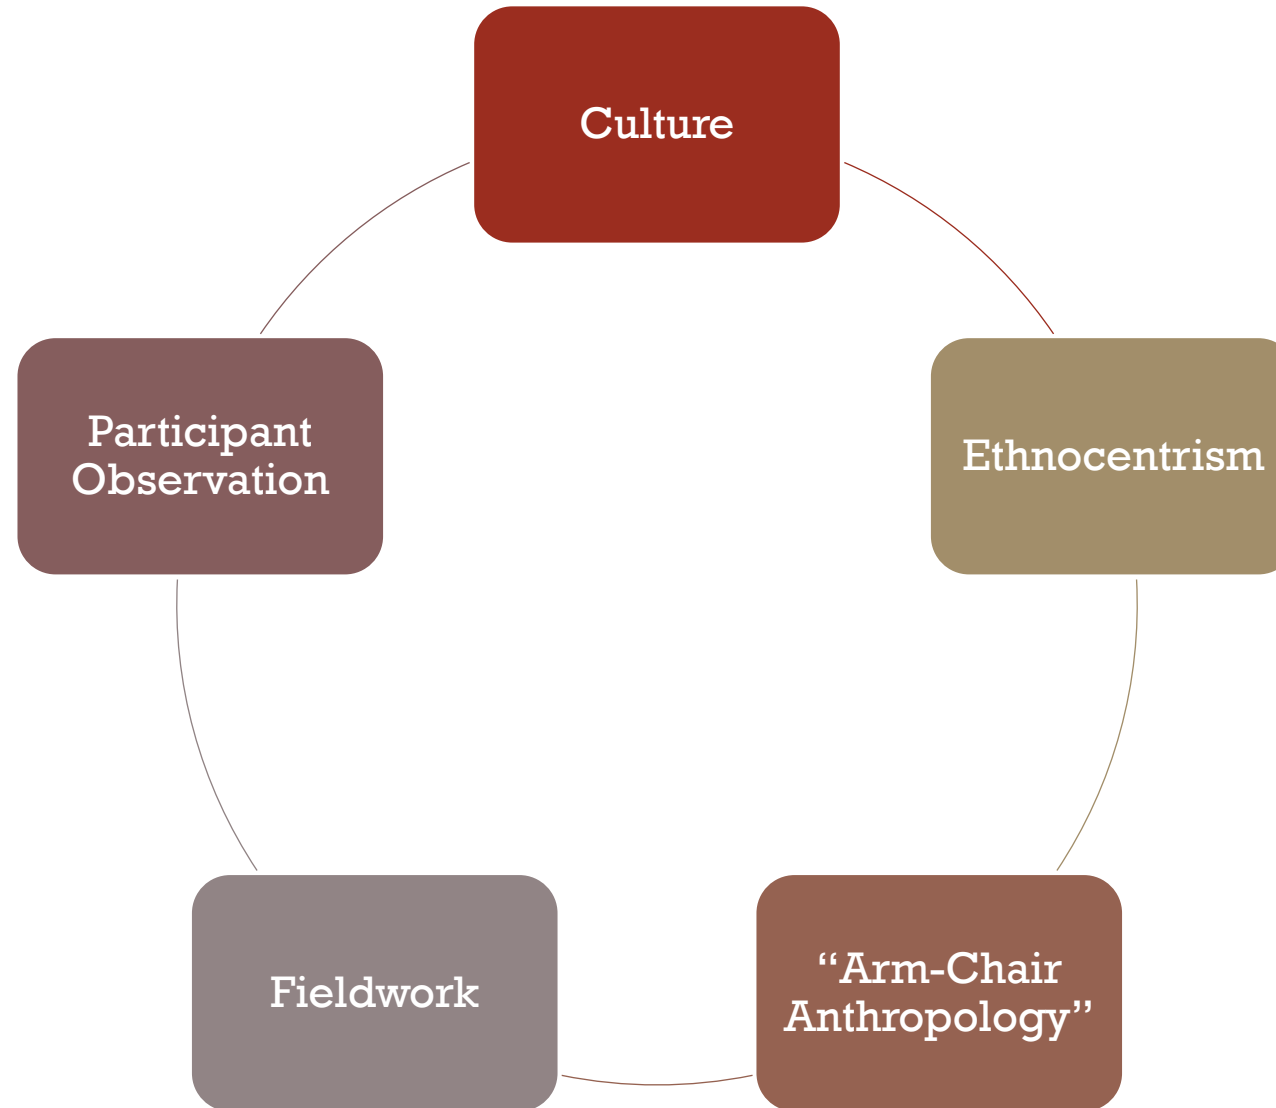 Culture
Ethnocentrism
“Arm-Chair
Anthropology”
Fieldwork
Participant
Observation